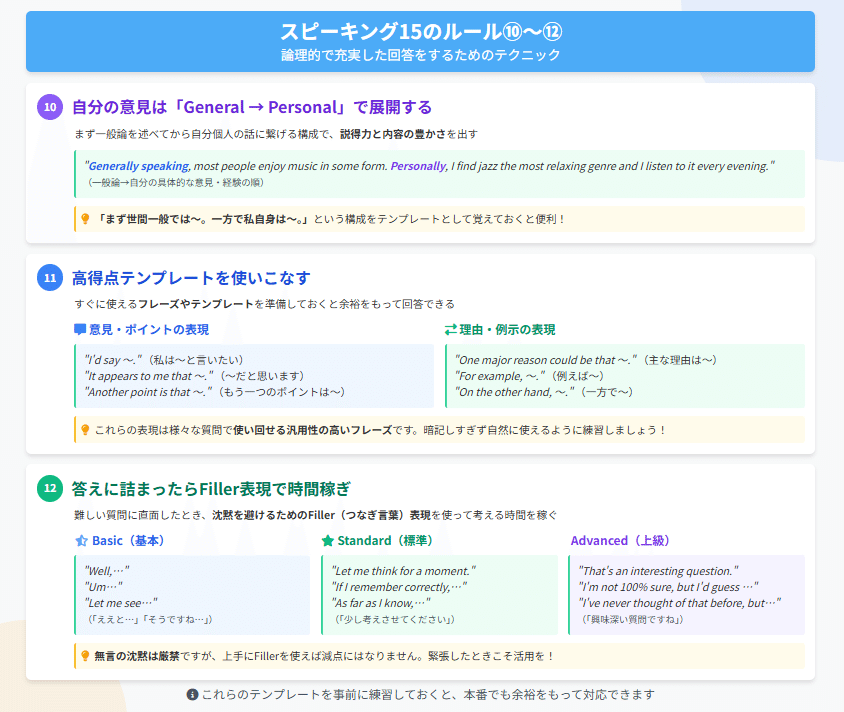 スピーキング15のルール⑩〜⑫
論理的で充実した回答をするためのテクニック
10 自分の意見は「General → Personal」で展開する
まず一般論を述べてから自分個人の話に繋げる構成で、説得力と内容の豊かさを出す
"Generally speaking, most people enjoy music in some form. Personally, I find jazz the most relaxing genre and I listen to it every evening."
（一般論→自分の具体的な意見・経験の順）
「まず世間一般では〜。一方で私自身は〜。」という構成をテンプレートとして覚えておくと便利！
11 高得点テンプレートを使いこなす
すぐに使えるフレーズやテンプレートを準備しておくと余裕をもって回答できる
意見・ポイントの表現
"I'd say 〜."（私は〜と言いたい）
"It appears to me that 〜."（〜だと思います）
"Another point is that 〜."（もう一つのポイントは〜）
理由・例示の表現
"One major reason could be that 〜."（主な理由は〜）
"For example, 〜."（例えば〜）
"On the other hand, 〜."（一方で〜）
これらの表現は様々な質問で使い回せる汎用性の高いフレーズです。暗記しすぎず自然に使えるように練習しましょう！
12 答えに詰まったらFiller表現で時間稼ぎ
難しい質問に直面したとき、沈黙を避けるためのFiller（つなぎ言葉）表現を使って考える時間を稼ぐ
Basic（基本）
"Well,…"
"Um…"
"Let me see…"
（「ええと…」「そうですね…」）
Standard（標準）
"Let me think for a moment."
"If I remember correctly,…"
"As far as I know,…"
（「少し考えさせてください」）
Advanced（上級）
"That's an interesting question."
"I'm not 100% sure, but I'd guess …"
"I've never thought of that before, but…"
（「興味深い質問ですね」）
無言の沈黙は厳禁ですが、上手にFillerを使えば減点にはなりません。緊張したときこそ活用を！
これらのテンプレートを事前に練習しておくと、本番でも余裕をもって対応できます